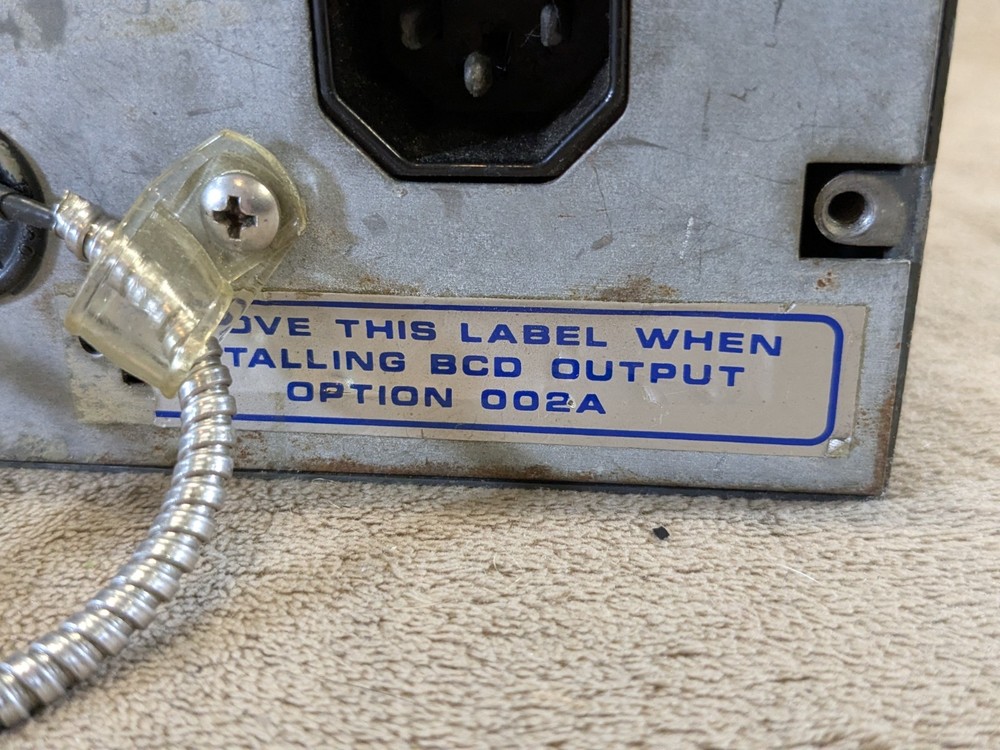 OVE THIS LABEL WHEN
TALLING BCD OUTPUT
OPTION 002A